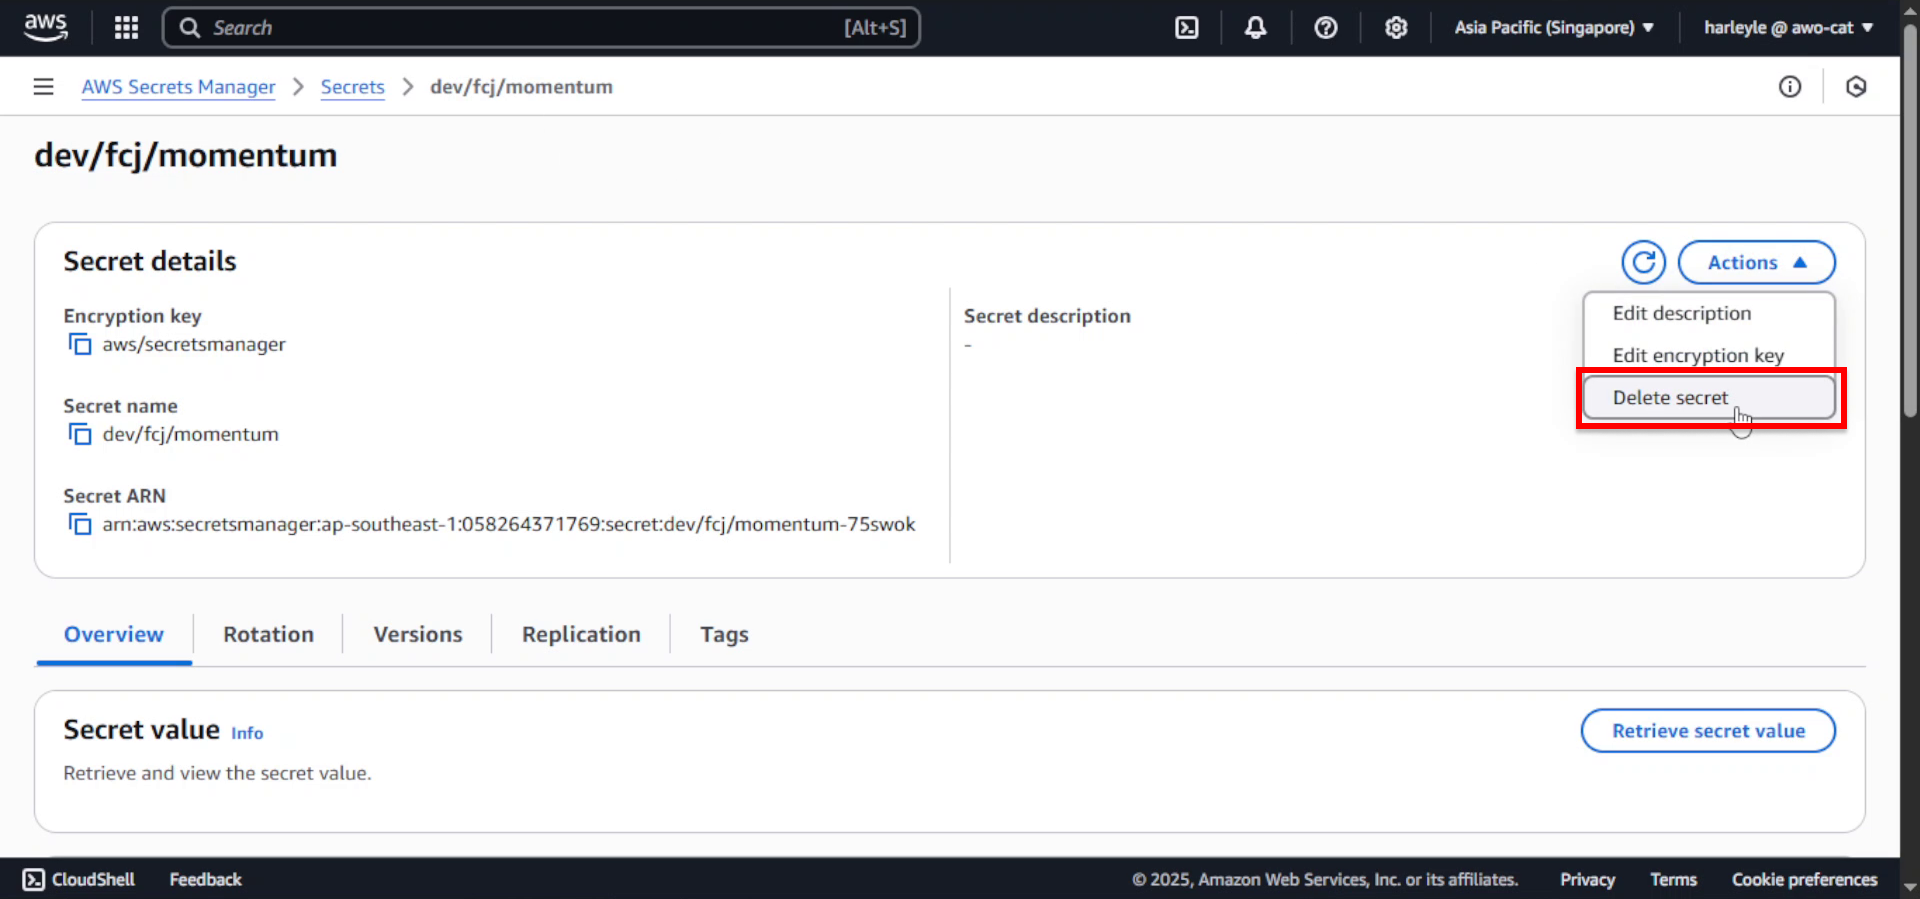 aws
Search
[Alt+S]
Asia Pacific (Singapore)
harleyle @ awo-cat
AWS Secrets Manager
Secrets
dev/fcj/momentum
dev/fcj/momentum
Secret details
Actions
Edit description
Edit encryption key
Delete secret
Encryption key
aws/secretsmanager
Secret name
dev/fcj/momentum
Secret ARN
arn:aws:secretsmanager:ap-southeast-1:058264371769:secret:dev/fcj/momentum-75swok
Secret description
-
Overview
Rotation
Versions
Replication
Tags
Secret value Info
Retrieve secret value
Retrieve and view the secret value.
CloudShell
Feedback
© 2025, Amazon Web Services, Inc. or its affiliates.
Privacy
Terms
Cookie preferences